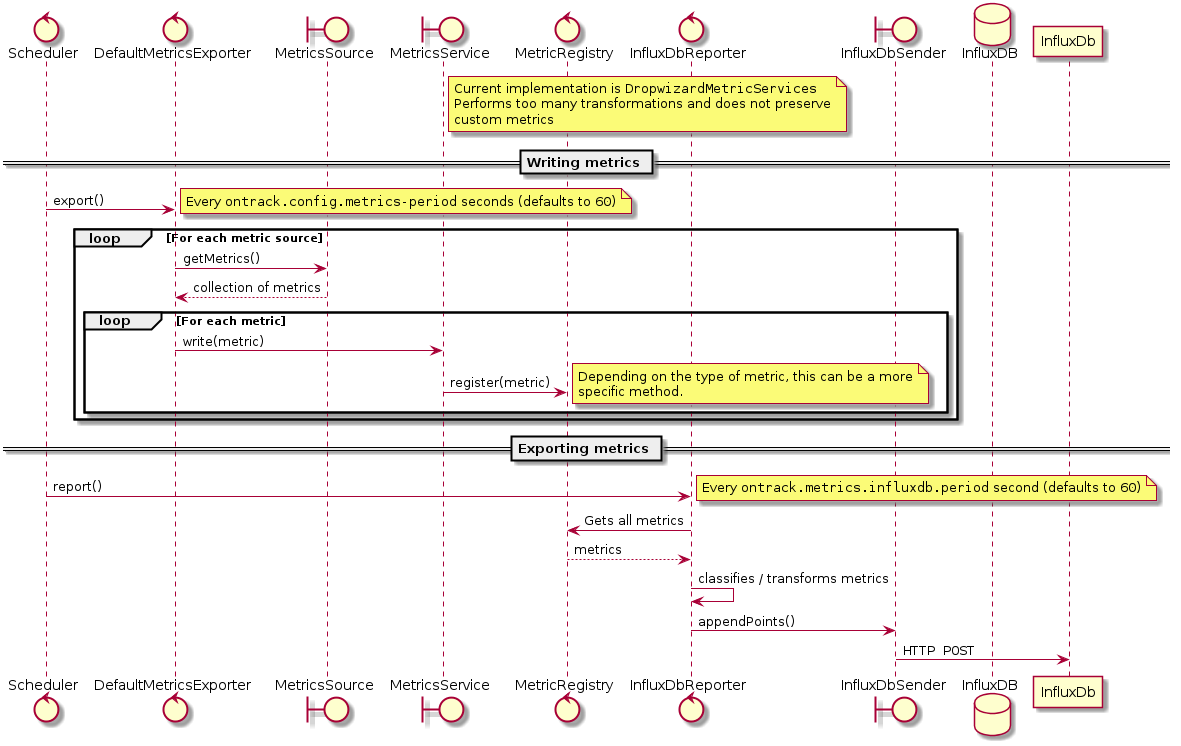 Scheduler DefaultMetricsExporter MetricsSource MetricsService MetricRegistry InfluxDbReporter InfluxDbSender InfluxDB InfluxDb
Current implementation is DropwizardMetricServices
Performs too many transformations and does not preserve
custom metrics
Writing metrics
export()
Every ontrack.config.metrics-period seconds (defaults to 60)
loop [For each metric source]
getMetrics()
collection of metrics
loop [For each metric]
write(metric)
register(metric)
Depending on the type of metric, this can be a more
specific method.
Exporting metrics
report()
Every ontrack.metrics.influxdb.period second (defaults to 60)
Gets all metrics
metrics
classifies / transforms metrics
appendPoints()
HTTP POST
Scheduler DefaultMetricsExporter MetricsSource MetricsService MetricRegistry InfluxDbReporter InfluxDbSender InfluxDB InfluxDb